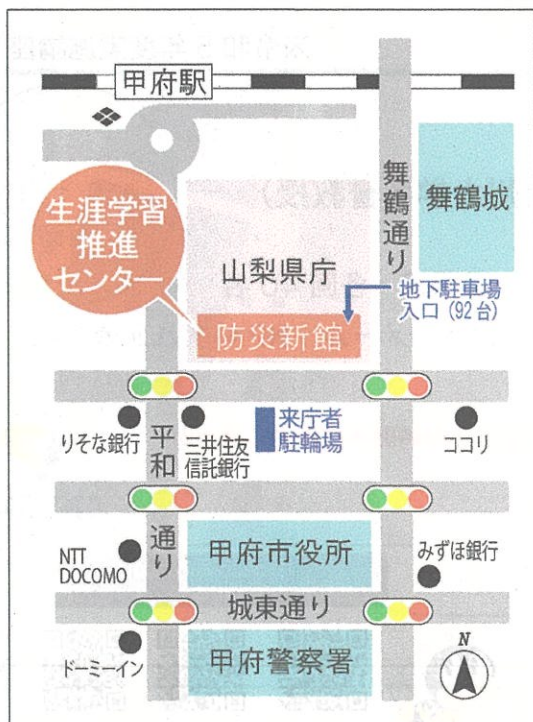 甲府駅
生涯学習
推進
センター
山梨県庁
防災新館
舞鶴通り
舞鶴城
地下駐車場
入口（92台）
りそな銀行
平和通り
三井住友
信託銀行
来庁者
駐輪場
ココリ
NTT
DOCOMO
甲府市役所
みずほ銀行
城東通り
ドーミーイン
甲府警察署
N